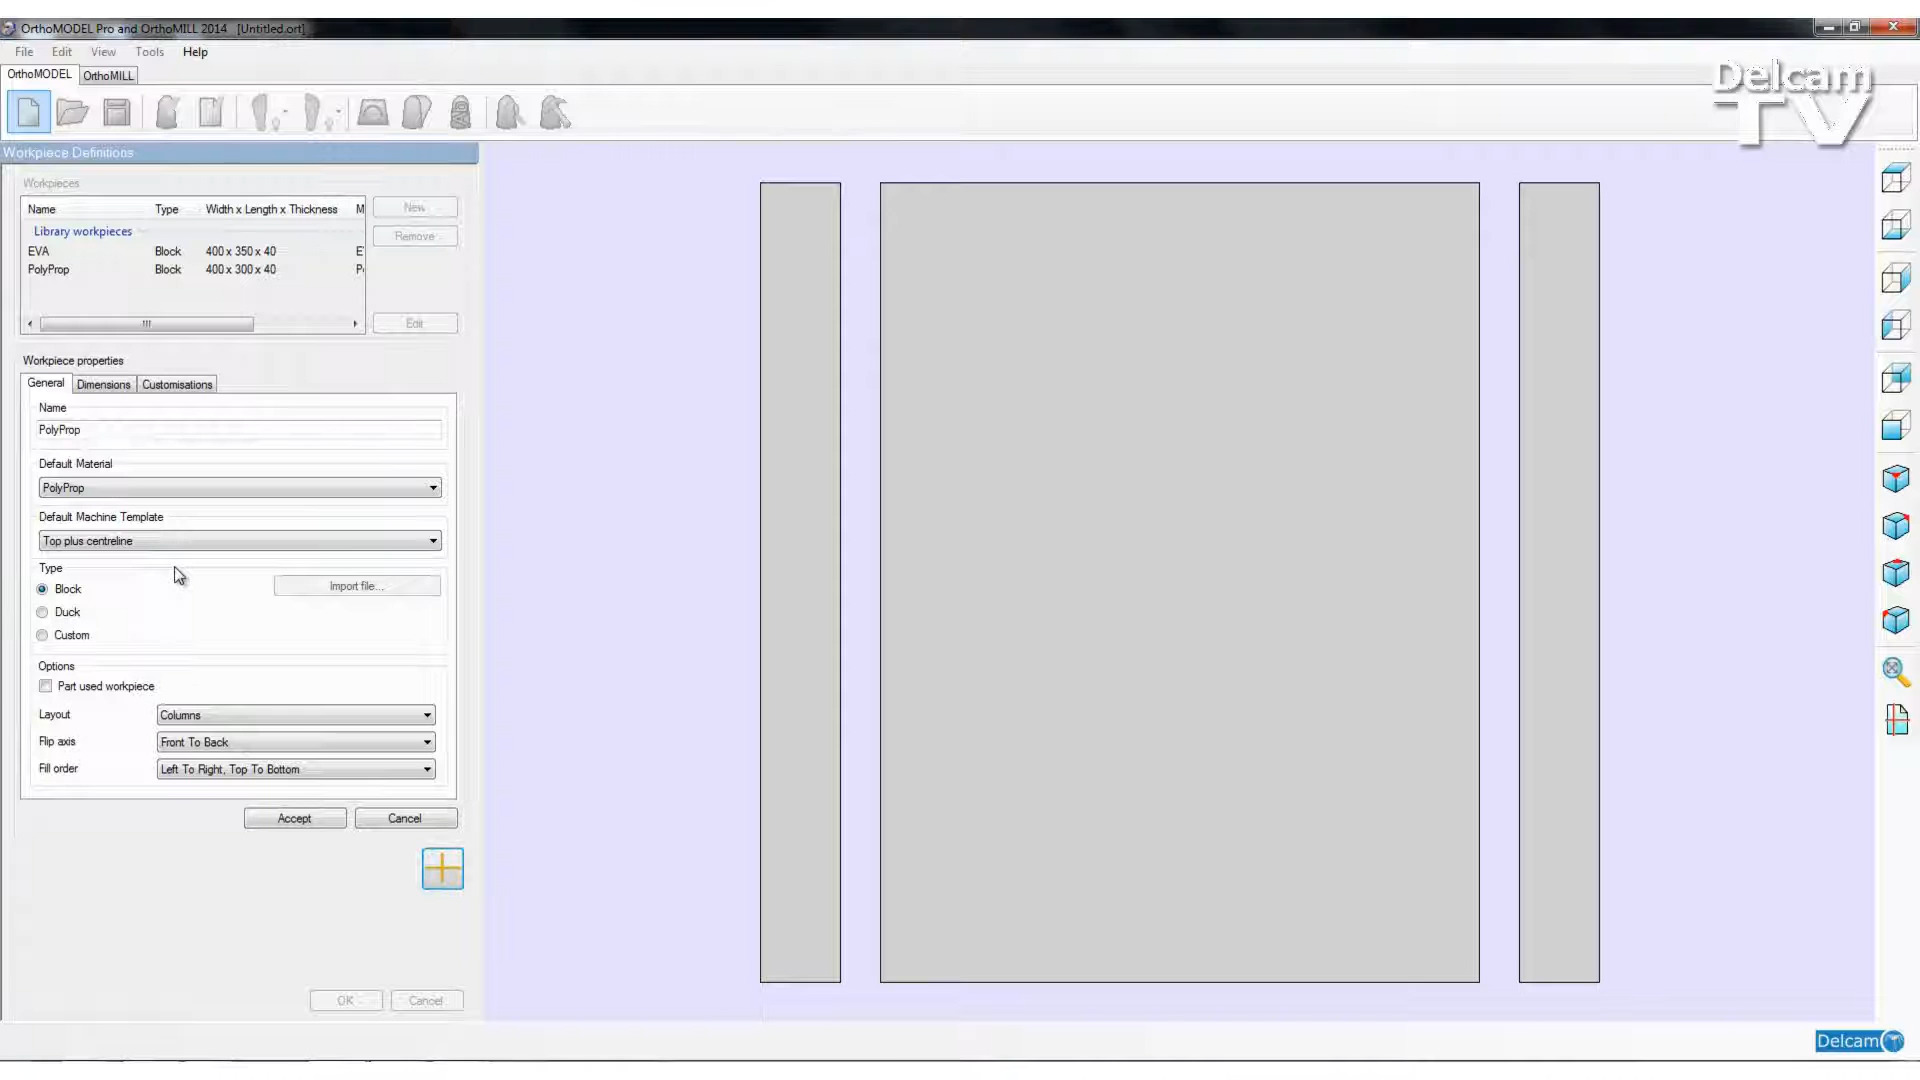 OrthoMODEL Pro and OrthoMILL 2014 [Untitled.ort]
File Edit View Tools Help
OrthoMODEL OrthoMILL
Delcam
TV
Workpiece Definitions
Workpieces
Name Type Width x Length x Thickness M
New
Library workpieces
Remove
EVA Block 400 x 350 x 40 E
PolyProp Block 400 x 300 x 40 P
Edit
Workpiece properties
General Dimensions Customisations
Name
PolyProp
Default Material
PolyProp
Default Machine Template
Top plus centreline
Type
Block
Import file...
Duck
Custom
Options
Part used workpiece
Layout Columns
Flip axis Front To Back
Fill order Left To Right, Top To Bottom
Accept Cancel
OK Cancel
Delcam